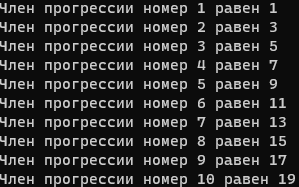 Член прогрессии номер 1 равен 1
Член прогрессии номер 2 равен 3
Член прогрессии номер 3 равен 5
Член прогрессии номер 4 равен 7
Член прогрессии номер 5 равен 9
Член прогрессии номер 6 равен 11
Член прогрессии номер 7 равен 13
Член прогрессии номер 8 равен 15
Член прогрессии номер 9 равен 17
Член прогрессии номер 10 равен 19